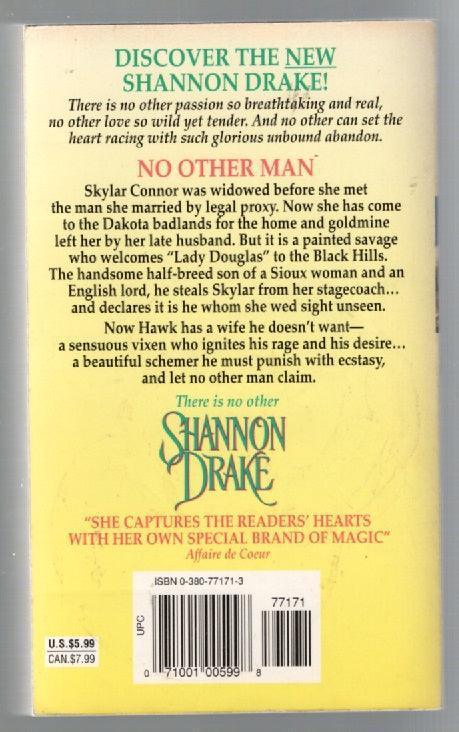 DISCOVER THE NEW
SHANNON DRAKE!
There is no other passion so breathtaking and real,
no other love so wild yet tender. And no other can set the
heart racing with such glorious unbound abandon.
NO OTHER MAN
Skylar Connor was widowed before she met
the man she married by legal proxy. Now she has come
to the Dakota badlands for the home and goldmine
left her by her late husband. But it is a painted savage
who welcomes "Lady Douglas" to the Black Hills.
The handsome half-breed son of a Sioux woman and an
English lord, he steals Skylar from her stagecoach...
and declares it is he whom she wed sight unseen.
Now Hawk has a wife he doesn't want—
a sensuous vixen who ignites his rage and his desire...
a beautiful schemer he must punish with ecstasy,
and let no other man claim.
There is no other
SHANNON
DRAKE
"SHE CAPTURES THE READERS' HEARTS
WITH HER OWN SPECIAL BRAND OF MAGIC"
Affaire de Coeur
ISBN 0-380-77171-3
77171
UPC
0 71001 00599 8
U.S.$5.99
CAN.$7.99